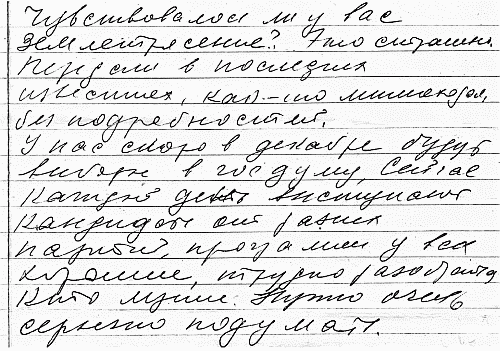 Чувствовалось ли у вас
землетрясение? Это страшно.
Передали в последних
известиях, как-то мимоходом,
без подробностей.
У нас скоро в декабре будут
выборы в госдуму, Сейчас
каждый день выступают
кандидаты от разных
партий, программы у всех
хорошие, трудно разобраться
кто лучше. Нужно очень
серьезно подумать.